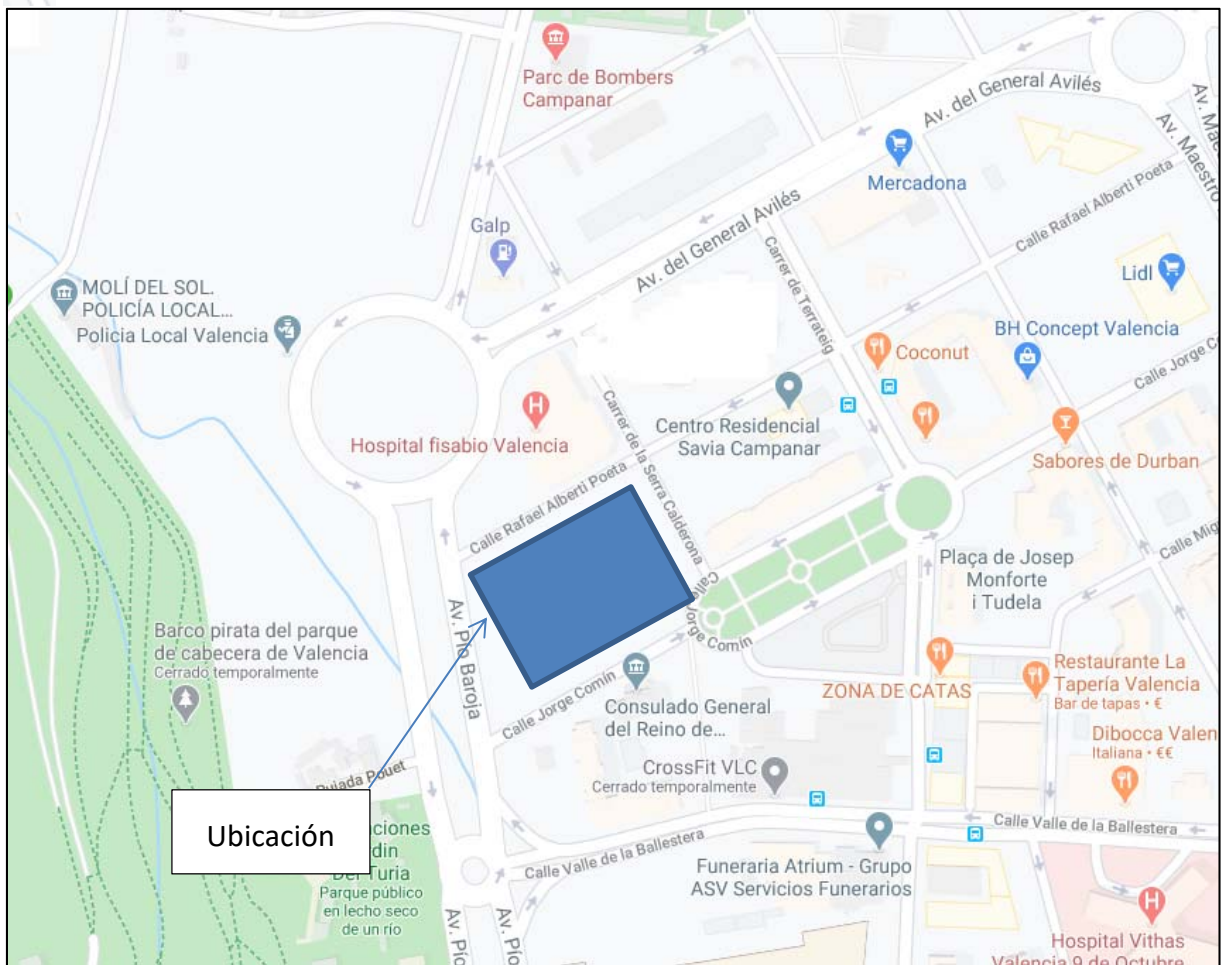 Parc de Bombers
Campanar
Av. del General Avilés
Av. Maestro
Mercadona
Calle Rafael Alberti Poeta
Galp
Av. del General Avilés
Carrer de Terrateig
Lidl
MOLÍ DEL SOL.
POLICÍA LOCAL...
Policia Local Valencia
BH Concept Valencia
Coconut
Calle Jorge C
Hospital fisabio Valencia
Carrer de la Serra Calderona
Centro Residencial
Savia Campanar
Sabores de Durban
Calle Rafael Alberti Poeta
Calle Mig
Plaça de Josep
Monforte
i Tudela
Barco pirata del parque
de cabecera de Valencia
Cerrado temporalmente
Av. Pío Baroja
Calle Jorge Comín
Calle Jorge Comín
Consulado General
del Reino de...
ZONA DE CATAS
Restaurante La
Tapería Valencia
Bar de tapas • €
Dibocca Valen
Italiana • €€
CrossFit VLC
Cerrado temporalmente
Pouet
Ubicación
Calle Valle de la Ballestera
Calle Valle de la Ballestera
ciones
din
Del Turia
Parque público
en lecho seco
de un río
Funeraria Atrium - Grupo
ASV Servicios Funerarios
Av. Pío
Av. Pío
Hospital Vithas
Valencia 9 de Octubre